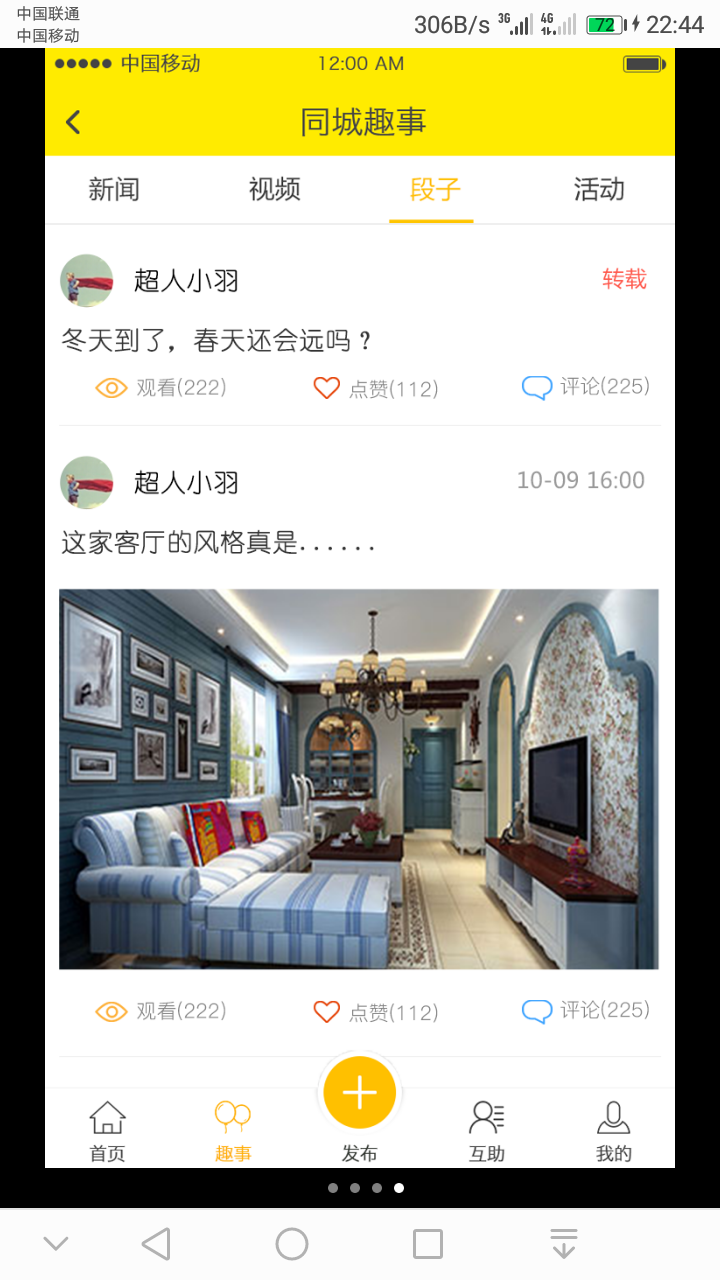 中国联通
中国移动
306B/s 3G 4G 72 22:44
中国移动 12:00 AM
同城趣事
新闻 视频 段子 活动
超人小羽 转载
冬天到了，春天还会远吗？
观看(222) 点赞(112) 评论(225)
超人小羽 10-09 16:00
这家客厅的风格真是......
观看(222) 点赞(112) 评论(225)
首页 趣事 发布 互助 我的